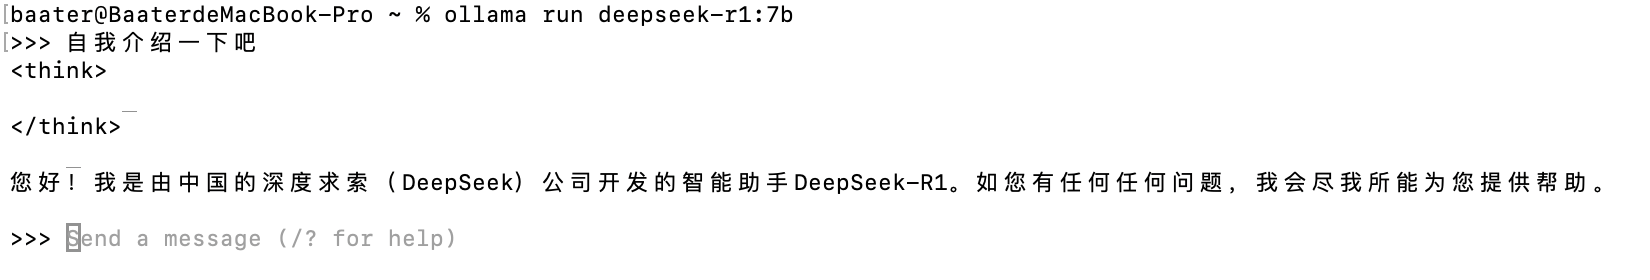 [baater@BaaterdeMacBook-Pro ~ % ollama run deepseek-r1:7b
[>>> 自我介绍一下吧
<think>
</think>
您好！我是由中国的深度求索（DeepSeek）公司开发的智能助手DeepSeek-R1。如您有任何任何问题，我会尽我所能为您提供帮助。
>>> Send a message (/? for help)